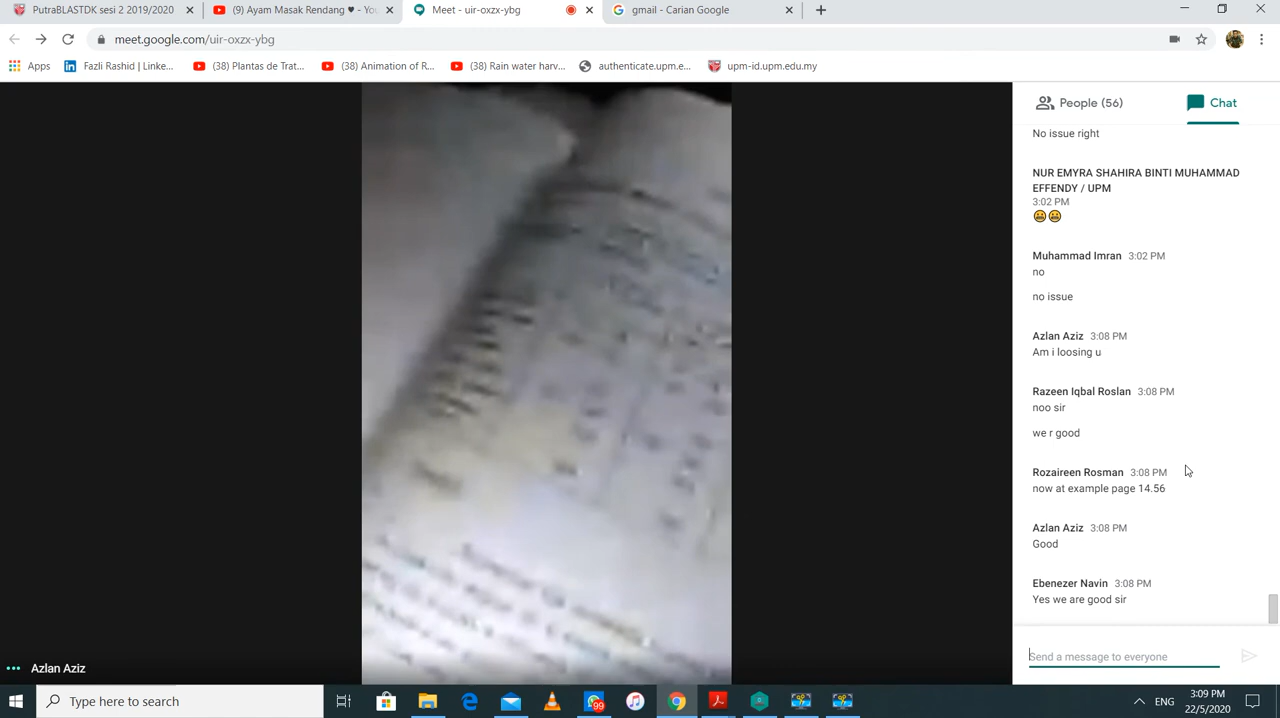 PutraBLASTDK sesi 2 2019/2020
(9) Ayam Masak Rendang ♥ - You
Meet - uir-oxzx-ybg
gmail - Carian Google
meet.google.com/uir-oxzx-ybg
Apps
Fazli Rashid | Linke...
(38) Plantas de Trat...
(38) Animation of R...
(38) Rain water harv...
authenticate.upm.e...
upm-id.upm.edu.my
People (56)
Chat
No issue right
NUR EMYRA SHAHIRA BINTI MUHAMMAD
EFFENDY / UPM
3:02 PM
😫😫
Muhammad Imran 3:02 PM
no
no issue
Azlan Aziz 3:08 PM
Am i loosing u
Razeen Iqbal Roslan 3:08 PM
noo sir
we r good
Rozaireen Rosman 3:08 PM
now at example page 14.56
Azlan Aziz 3:08 PM
Good
Ebenezer Navin 3:08 PM
Yes we are good sir
Send a message to everyone
Azlan Aziz
Type here to search
99
ENG
3:09 PM
22/5/2020